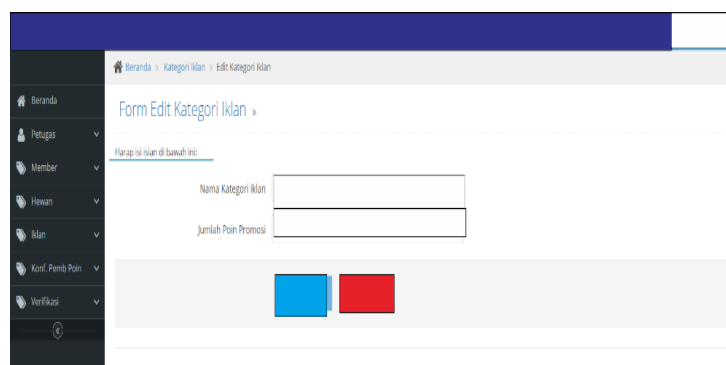 Beranda > Kategori Iklan > Edit Kategori Iklan
Beranda
Petugas
Member
Hewan
Iklan
Konf. Pemb Poin
Verifikasi
Form Edit Kategori Iklan »
Harap isi isian di bawah ini:
Nama Kategori Iklan
Jumlah Poin Promosi